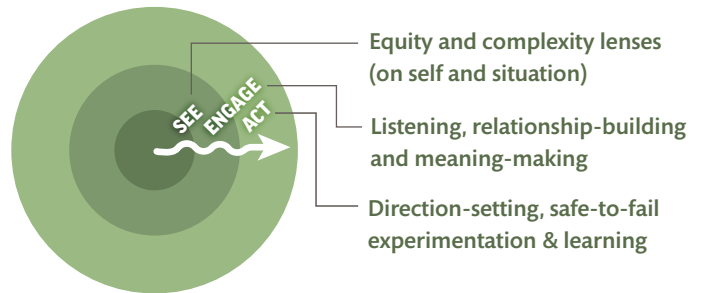 SEE
ENGAGE
ACT
Equity and complexity lenses
(on self and situation)
Listening, relationship-building
and meaning-making
Direction-setting, safe-to-fail
experimentation & learning